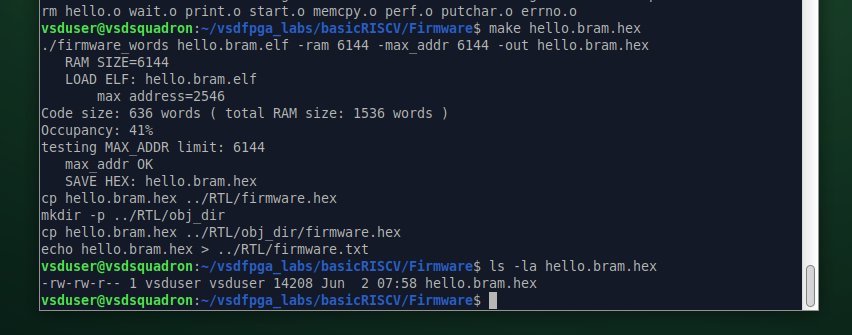 rm hello.o wait.o print.o start.o memcpy.o perf.o putchar.o errno.o
vsduser@vsdsquadron:~/vsdfpga_labs/basicRISCV/Firmware$ make hello.bram.hex
./firmware_words hello.bram.elf -ram 6144 -max_addr 6144 -out hello.bram.hex
   RAM SIZE=6144
   LOAD ELF: hello.bram.elf
       max address=2546
Code size: 636 words ( total RAM size: 1536 words )
Occupancy: 41%
testing MAX_ADDR limit: 6144
   max_addr OK
   SAVE HEX: hello.bram.hex
cp hello.bram.hex ../RTL/firmware.hex
mkdir -p ../RTL/obj_dir
cp hello.bram.hex ../RTL/obj_dir/firmware.hex
echo hello.bram.hex > ../RTL/firmware.txt
vsduser@vsdsquadron:~/vsdfpga_labs/basicRISCV/Firmware$ ls -la hello.bram.hex
-rw-rw-r-- 1 vsduser vsduser 14208 Jun  2 07:58 hello.bram.hex
vsduser@vsdsquadron:~/vsdfpga_labs/basicRISCV/Firmware$